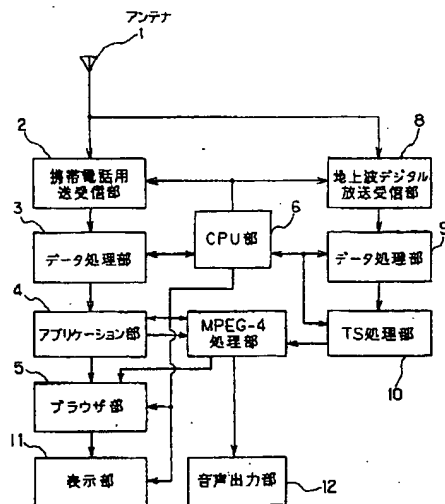 アンテナ
1
2
8
携帯電話用
送受信部
地上波デジタル
放送受信部
3
6
9
データ処理部
CPU部
データ処理部
4
アプリケーション部
MPEG-4
処理部
TS処理部
5
10
ブラウザ部
11
表示部
音声出力部
12